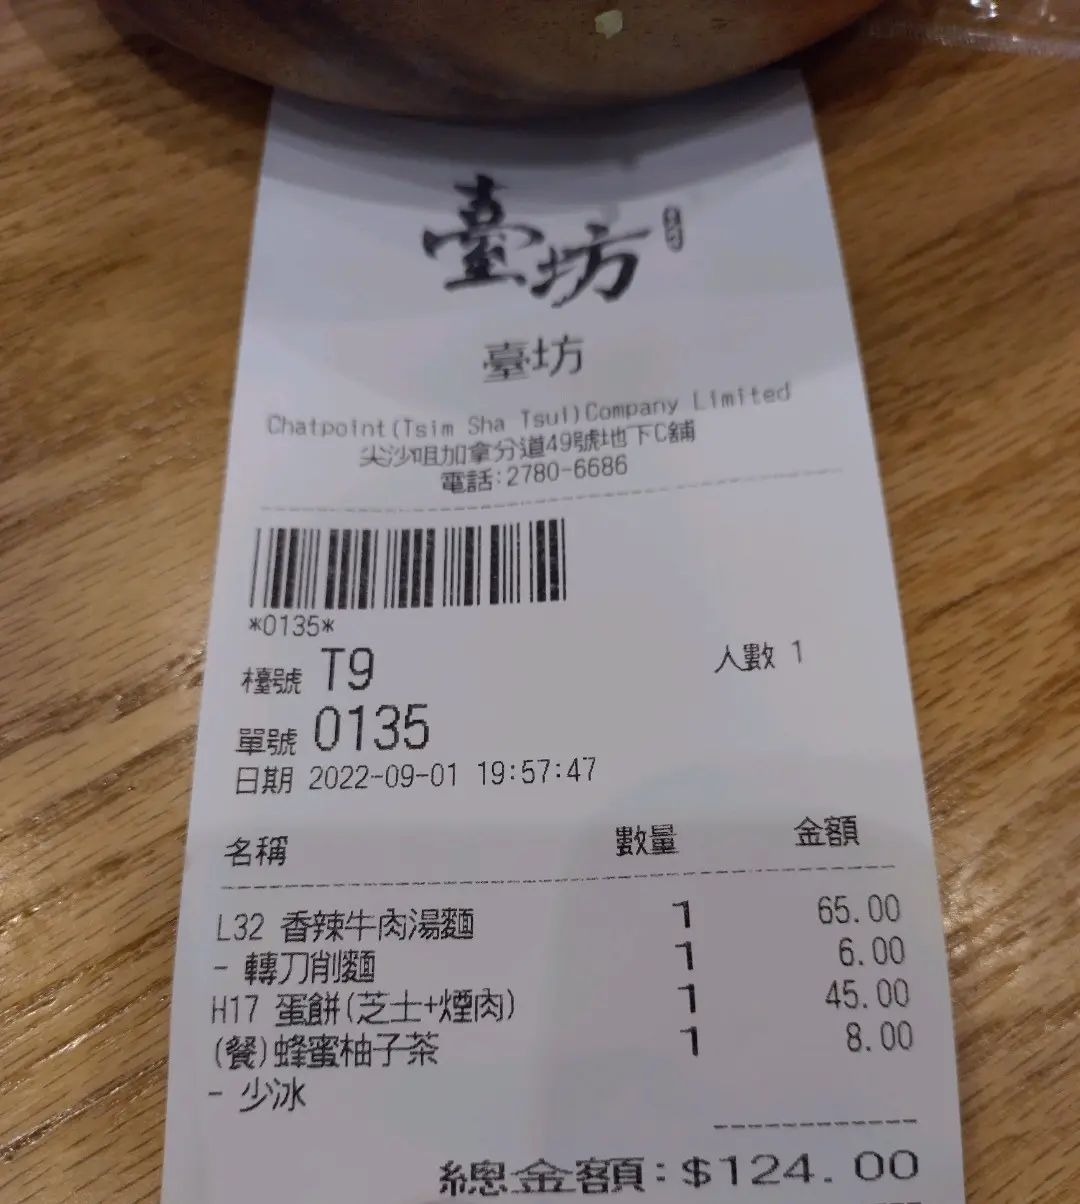 臺坊
臺坊
Chatpoint(Tsim Sha Tsui)Company Limited
尖沙咀加拿分道49號地下C舖
電話:2780-6686
*0135*
檯號 T9 人數 1
單號 0135
日期 2022-09-01 19:57:47
名稱 數量 金額
L32 香辣牛肉湯麵 1 65.00
- 轉刀削麵 1 6.00
H17 蛋餅(芝士+煙肉) 1 45.00
(餐)蜂蜜柚子茶 1 8.00
- 少冰
總金額:$124.00